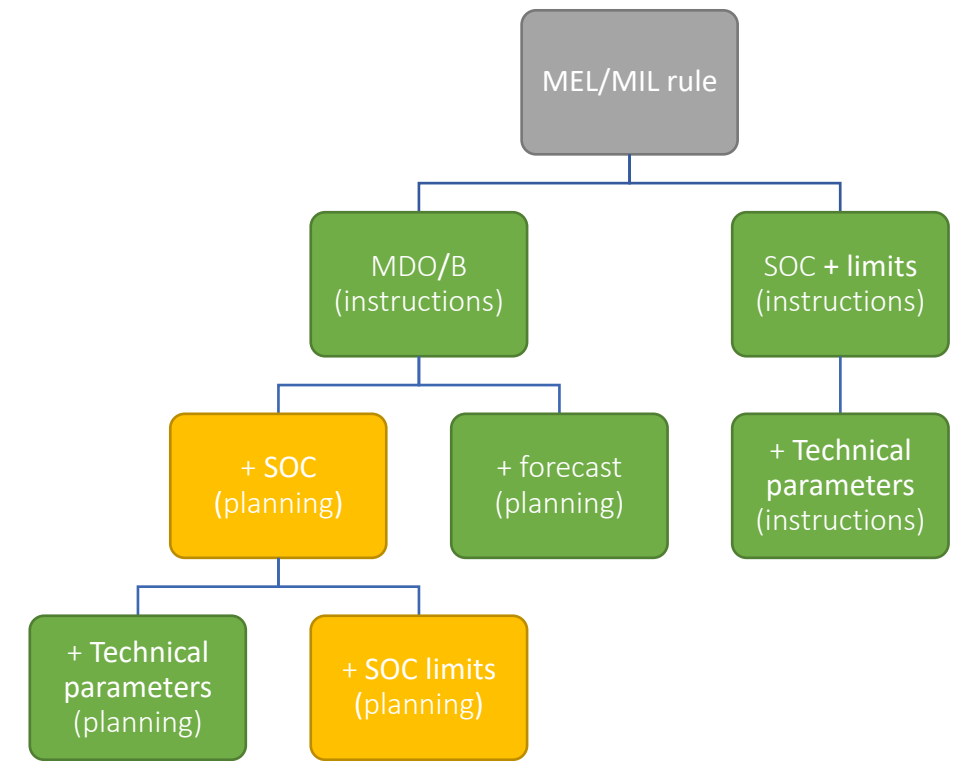 MEL/MIL rule
MDO/B
(instructions)
SOC + limits
(instructions)
+ SOC
(planning)
+ forecast
(planning)
+ Technical
parameters
(instructions)
+ Technical
parameters
(planning)
+ SOC limits
(planning)